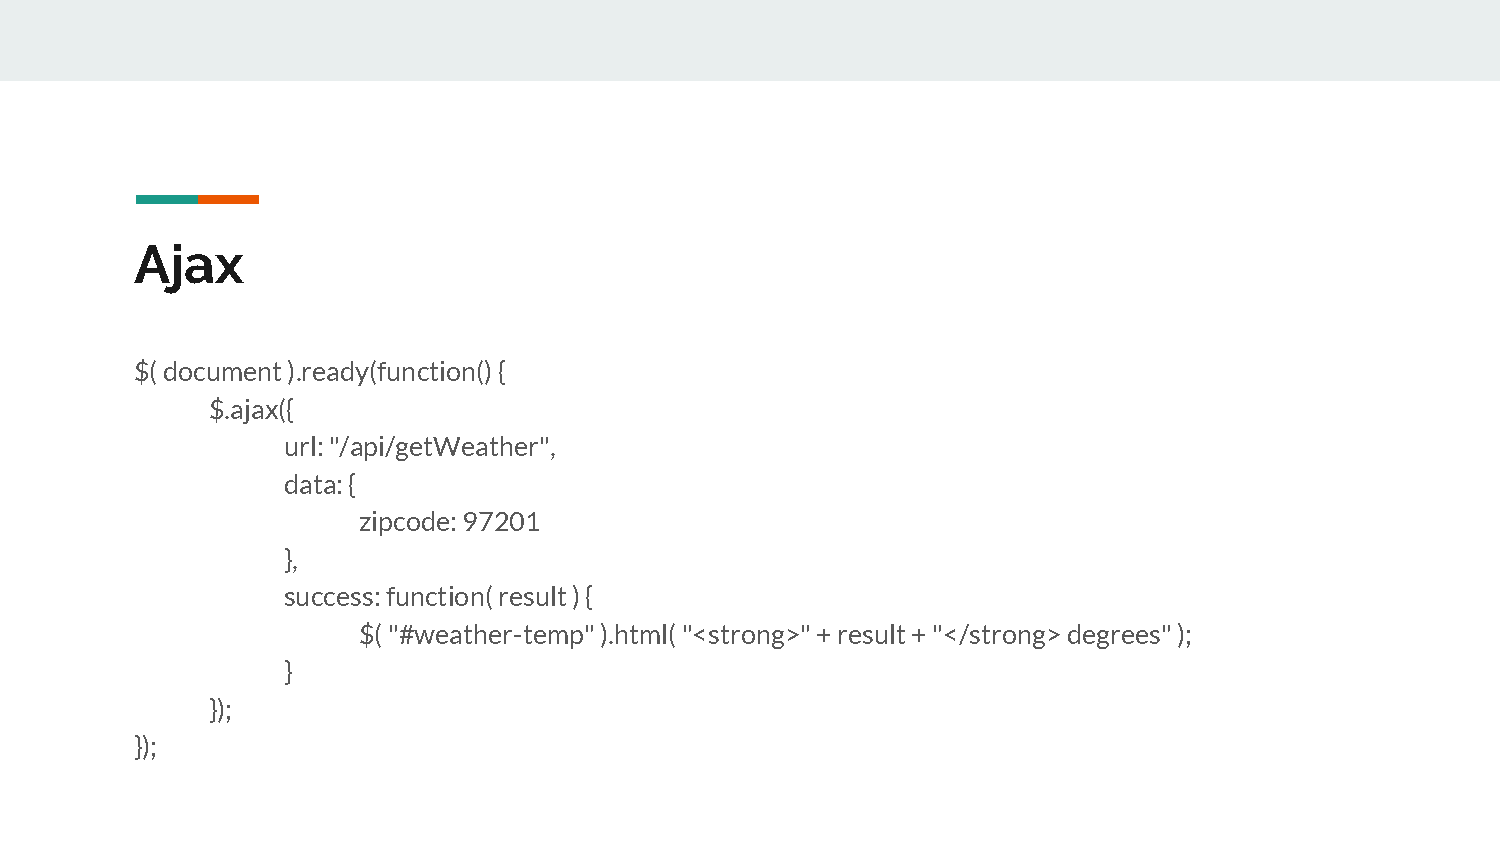 Ajax
$( document ).ready(function() {
$.ajax({
url: "/api/getWeather",
data: {
zipcode: 97201
},
success: function( result ) {
$( "#weather-temp" ).html( "<strong>" + result + "</strong> degrees" );
}
});
});